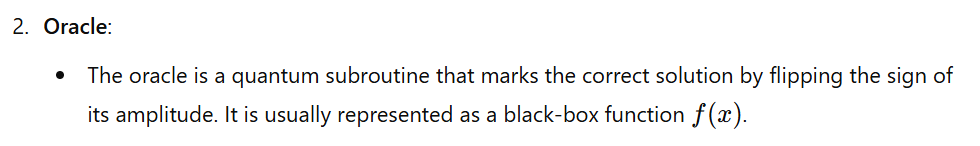 2. Oracle:
• The oracle is a quantum subroutine that marks the correct solution by flipping the sign of
its amplitude. It is usually represented as a black-box function f(x).